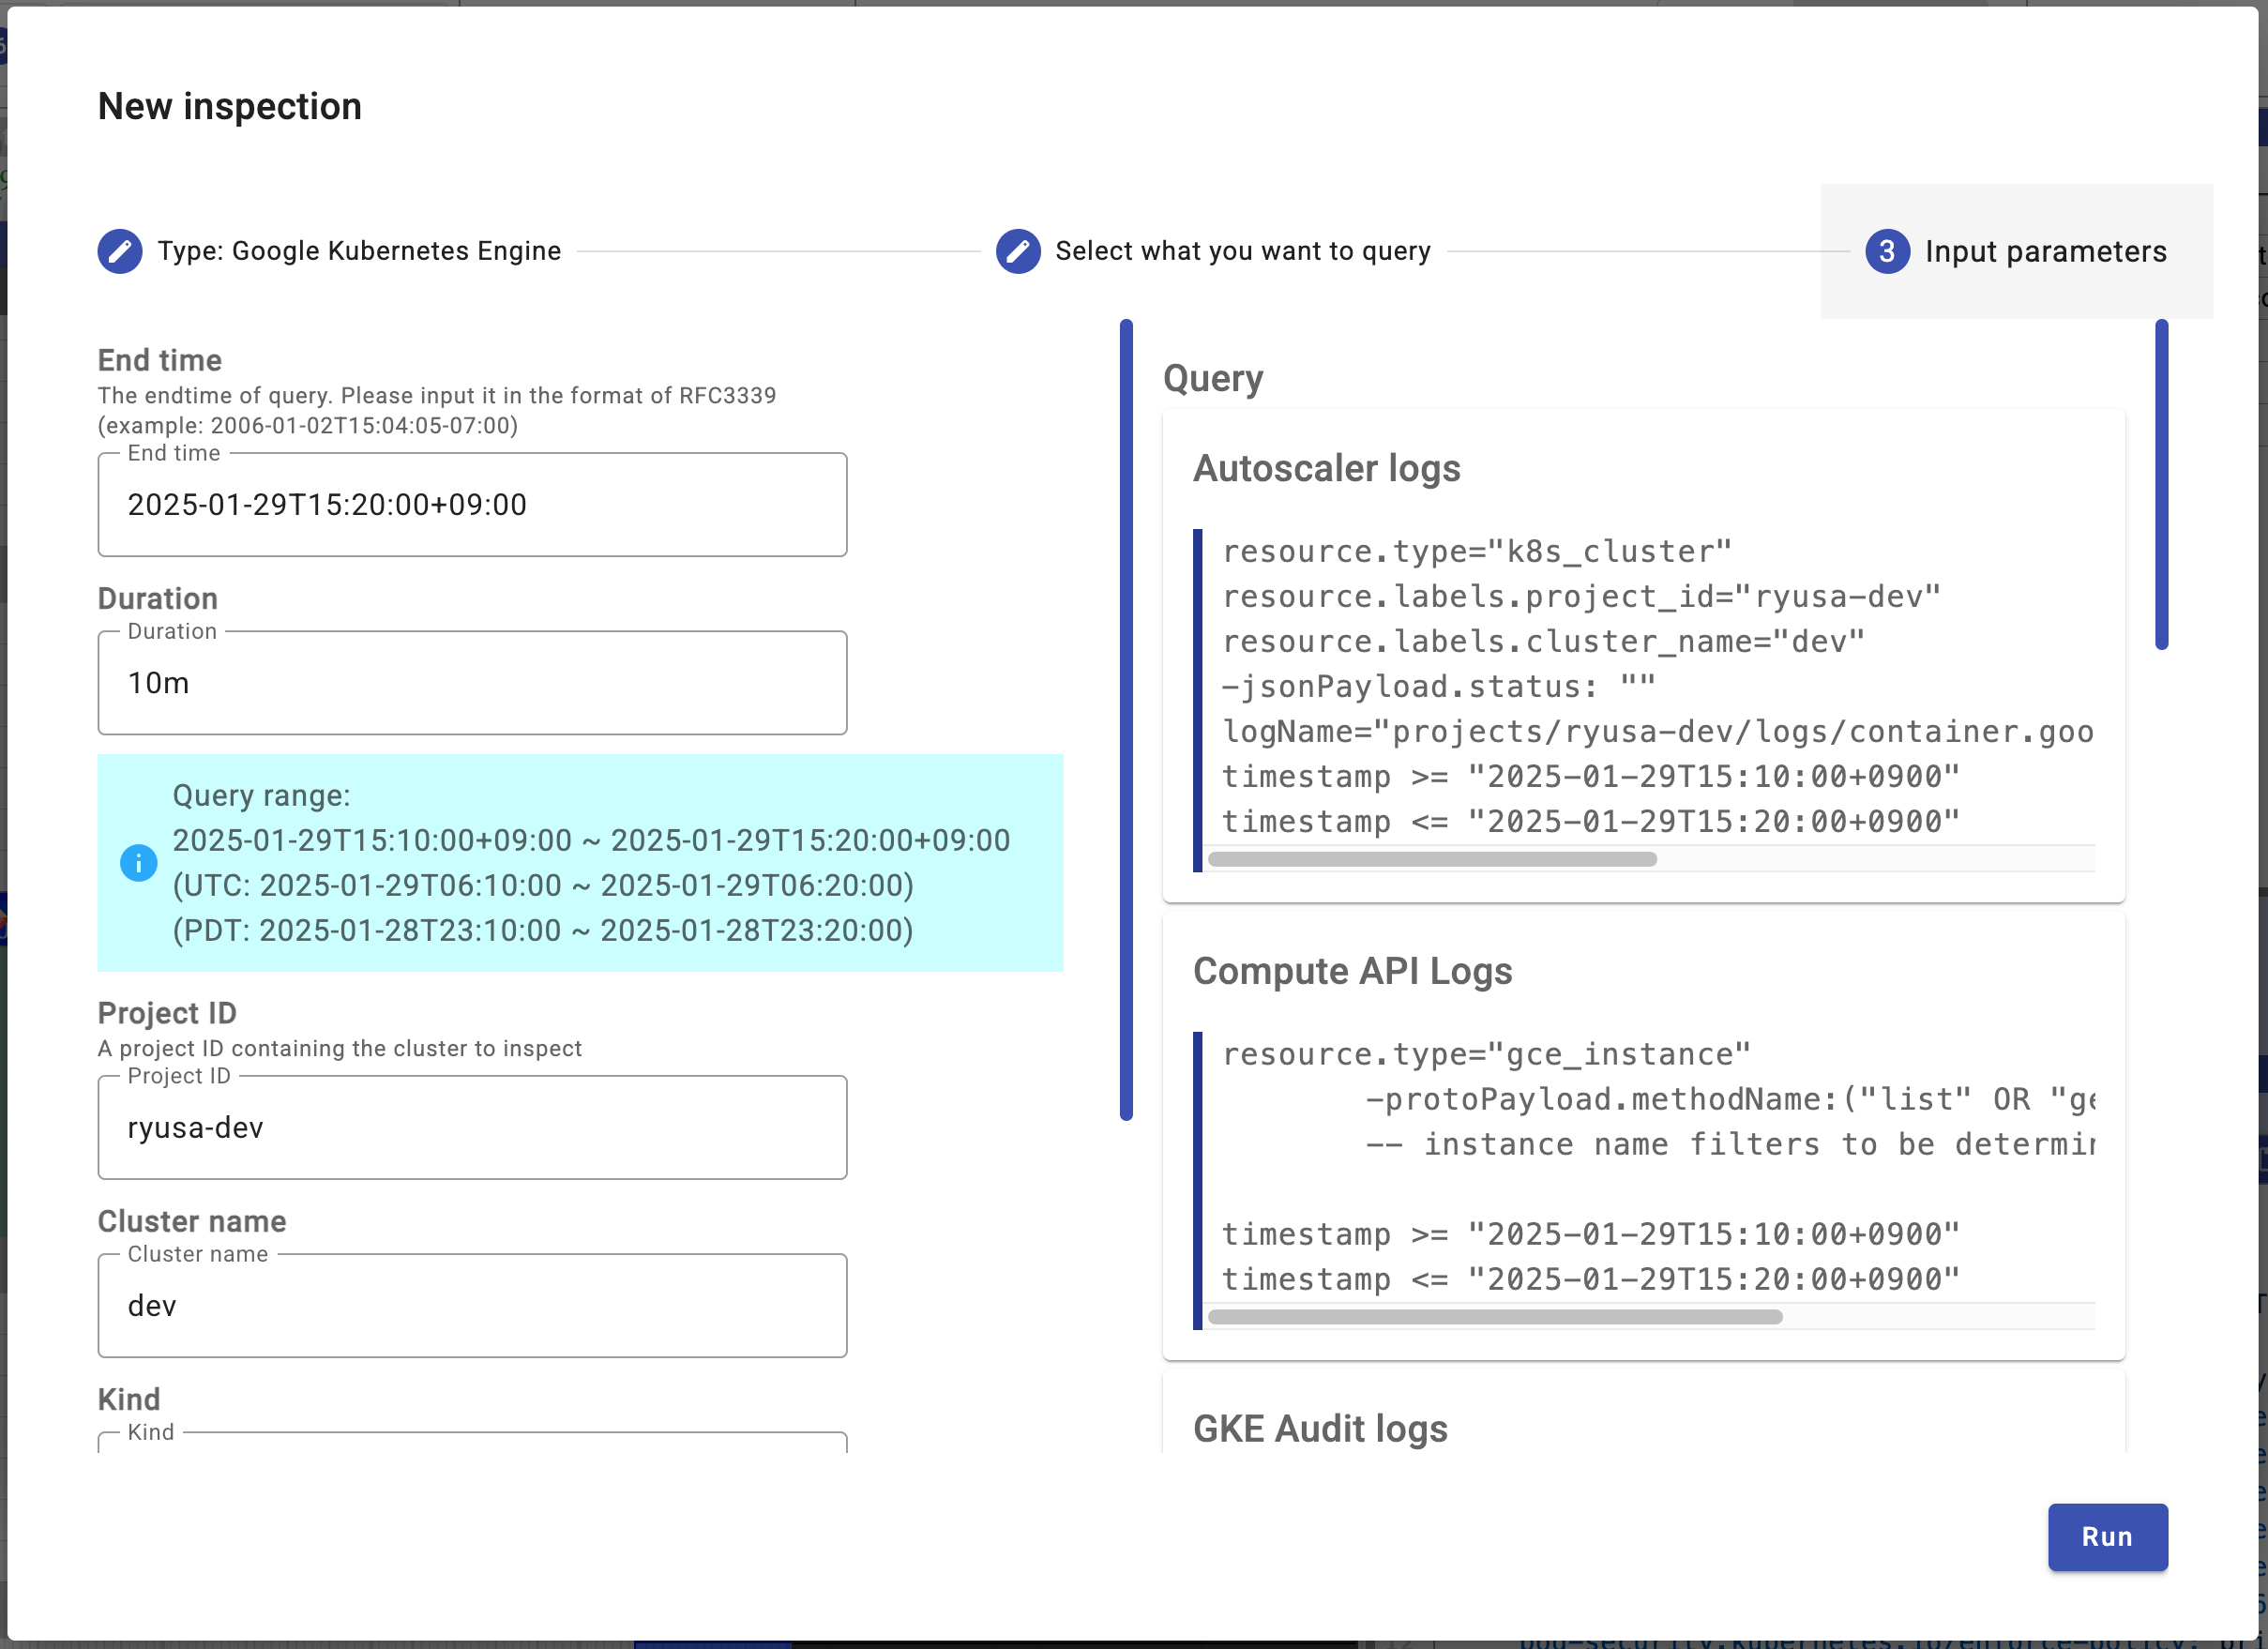 New inspection
Type: Google Kubernetes Engine
Select what you want to query
3 Input parameters
End time
The endtime of query. Please input it in the format of RFC3339
(example: 2006-01-02T15:04:05-07:00)
End time
2025-01-29T15:20:00+09:00
Duration
Duration
10m
Query range:
2025-01-29T15:10:00+09:00 ~ 2025-01-29T15:20:00+09:00
(UTC: 2025-01-29T06:10:00 ~ 2025-01-29T06:20:00)
(PDT: 2025-01-28T23:10:00 ~ 2025-01-28T23:20:00)
Project ID
A project ID containing the cluster to inspect
Project ID
ryusa-dev
Cluster name
Cluster name
dev
Kind
Kind
Query
Autoscaler logs
resource.type="k8s_cluster"
resource.labels.project_id="ryusa-dev"
resource.labels.cluster_name="dev"
-jsonPayload.status: ""
logName="projects/ryusa-dev/logs/container.goo
timestamp >= "2025-01-29T15:10:00+0900"
timestamp <= "2025-01-29T15:20:00+0900"
Compute API Logs
resource.type="gce_instance"
-protoPayload.methodName:("list" OR "ge
-- instance name filters to be determin
timestamp >= "2025-01-29T15:10:00+0900"
timestamp <= "2025-01-29T15:20:00+0900"
GKE Audit logs
Run